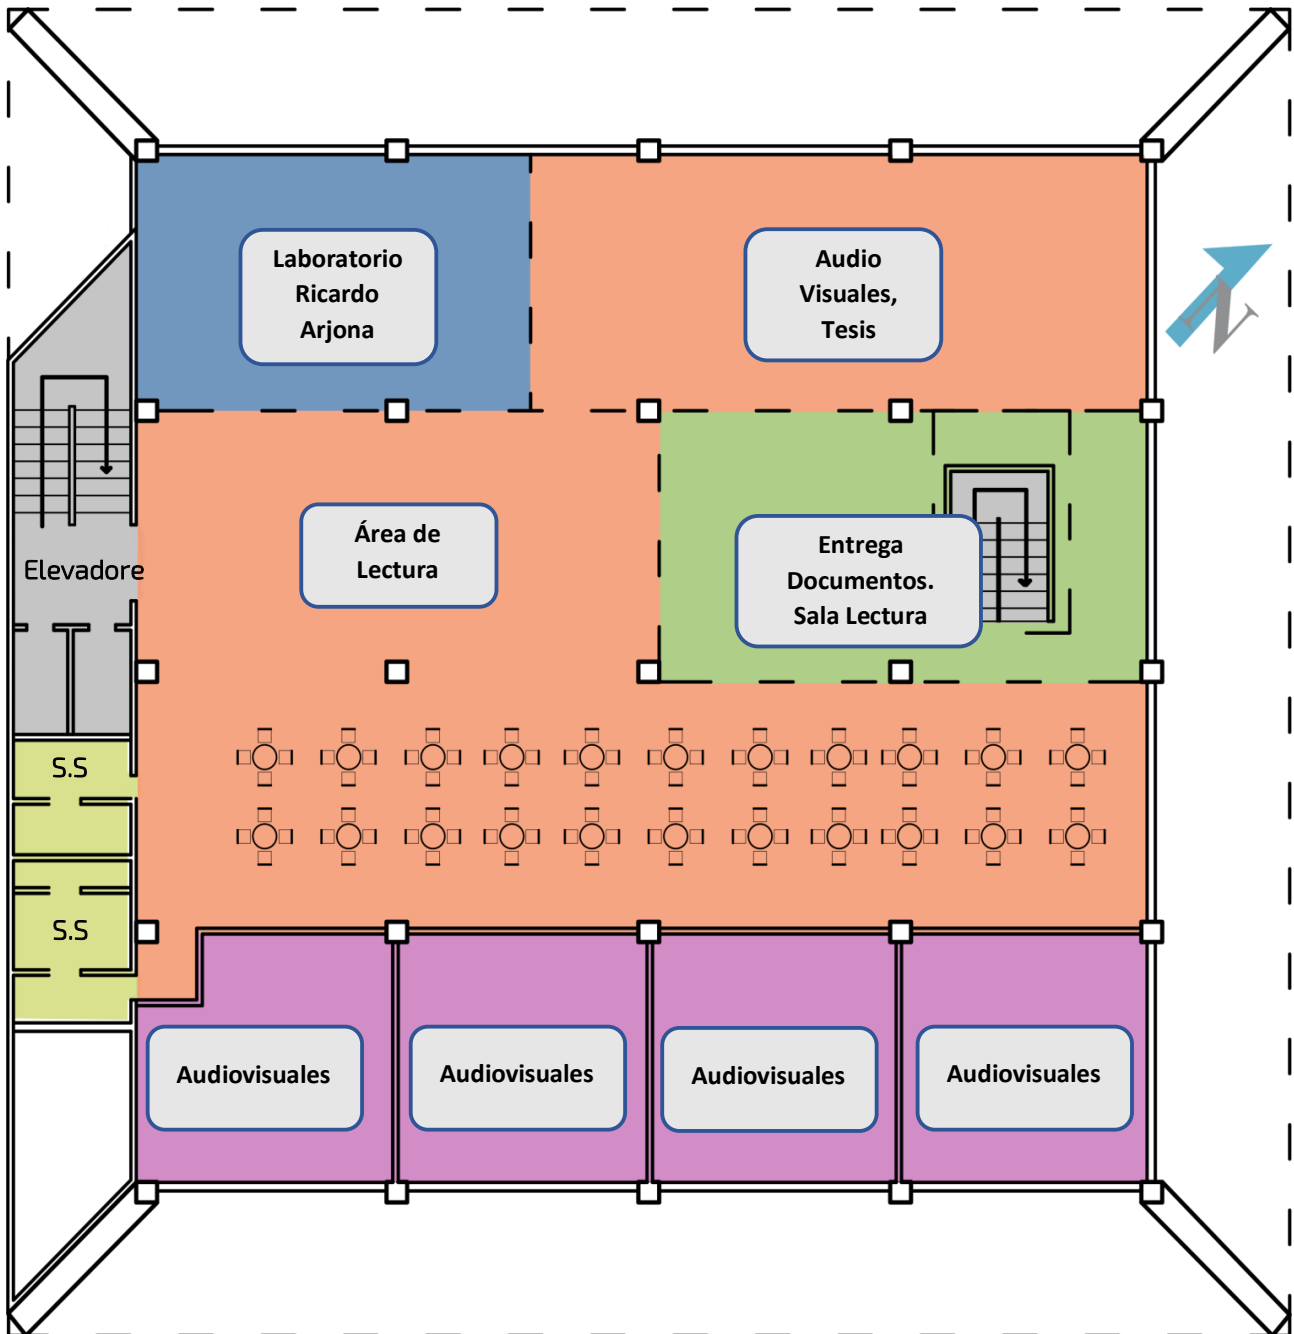 Laboratorio
Ricardo
Arjona
Audio
Visuales,
Tesis
N
Área de
Lectura
Entrega
Documentos.
Sala Lectura
Elevadore
S.S
S.S
Audiovisuales
Audiovisuales
Audiovisuales
Audiovisuales